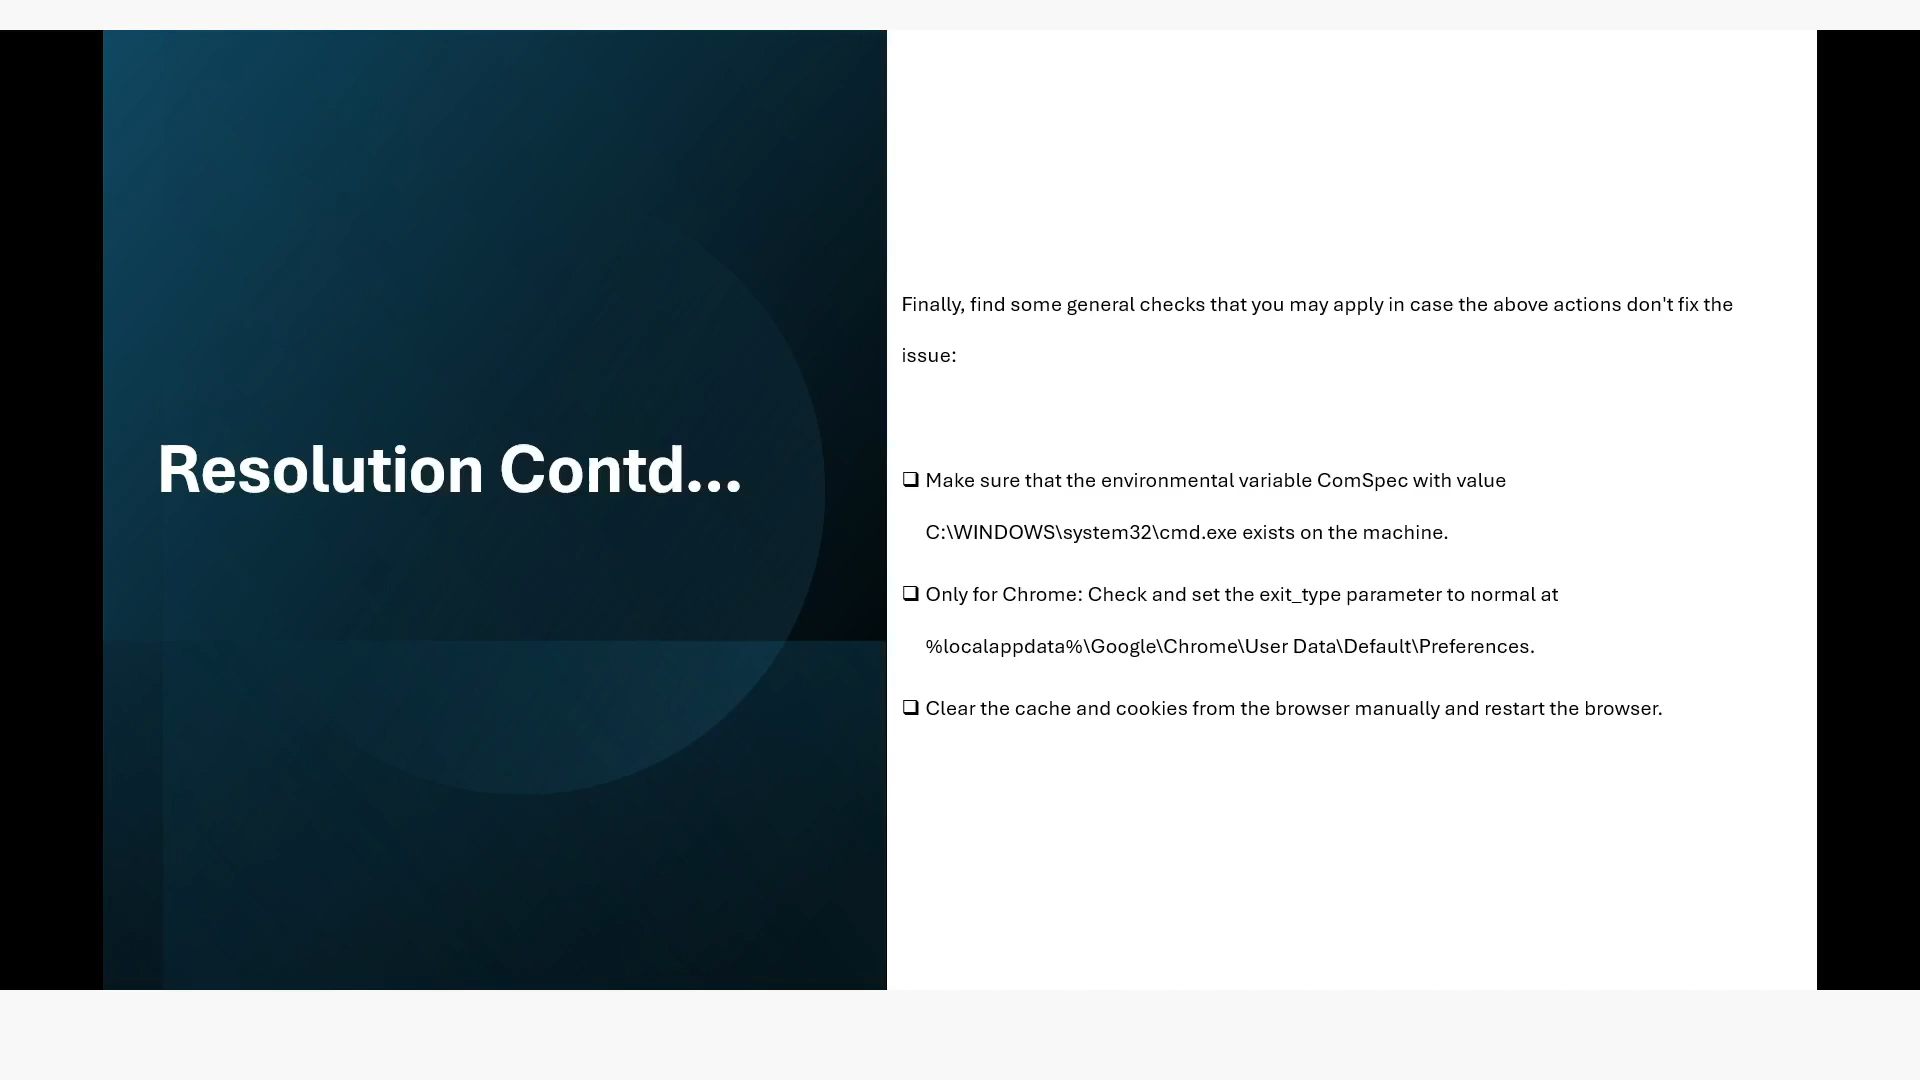 Resolution Contd...
Finally, find some general checks that you may apply in case the above actions don't fix the
issue:
❑ Make sure that the environmental variable ComSpec with value
C:\WINDOWS\system32\cmd.exe exists on the machine.
❑ Only for Chrome: Check and set the exit_type parameter to normal at
%localappdata%\Google\Chrome\User Data\Default\Preferences.
❑ Clear the cache and cookies from the browser manually and restart the browser.